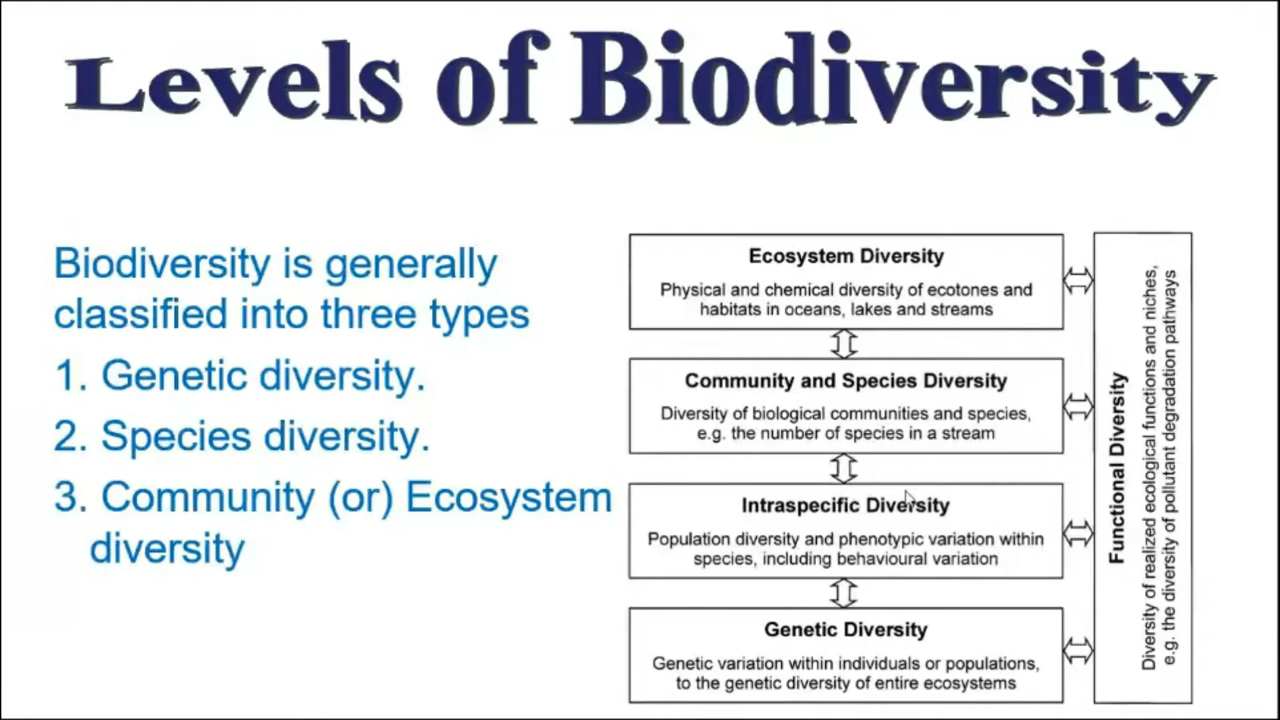 Levels of Biodiversity
Biodiversity is generally
classified into three types
1. Genetic diversity.
2. Species diversity.
3. Community (or) Ecosystem
diversity
Ecosystem Diversity
Physical and chemical diversity of ecotones and
habitats in oceans, lakes and streams
Community and Species Diversity
Diversity of biological communities and species,
e.g. the number of species in a stream
Intraspecific Diversity
Population diversity and phenotypic variation within
species, including behavioural variation
Genetic Diversity
Genetic variation within individuals or populations,
to the genetic diversity of entire ecosystems
Functional Diversity
Diversity of realized ecological functions and niches,
e.g. the diversity of pollutant degradation pathways